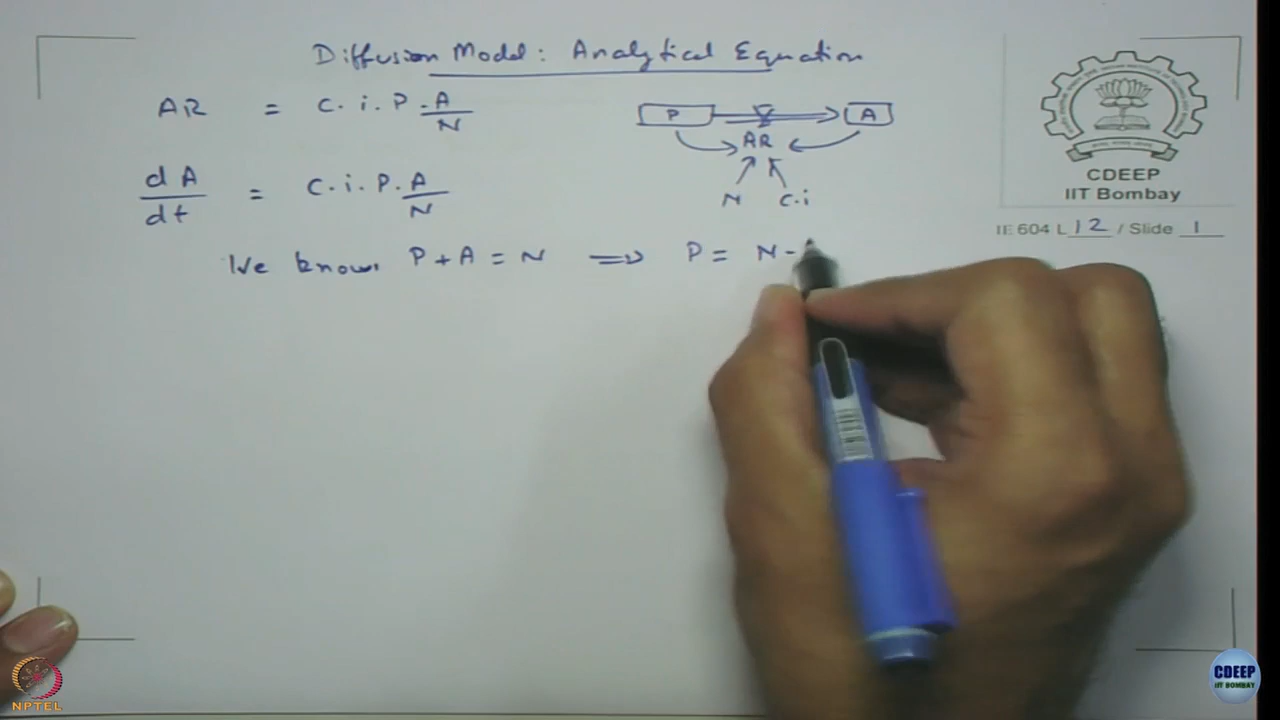 Diffusion Model: Analytical Equation
AR = C.i.P.A/N
P
A
AR
N
C.i
dA/dt = C.i.P.A/N
We know, P + A = N ⟹ P = N -
CDEEP
IIT Bombay
IE 604 L 12 / Slide 1
NPTEL
CDEEP
IIT BOMBAY